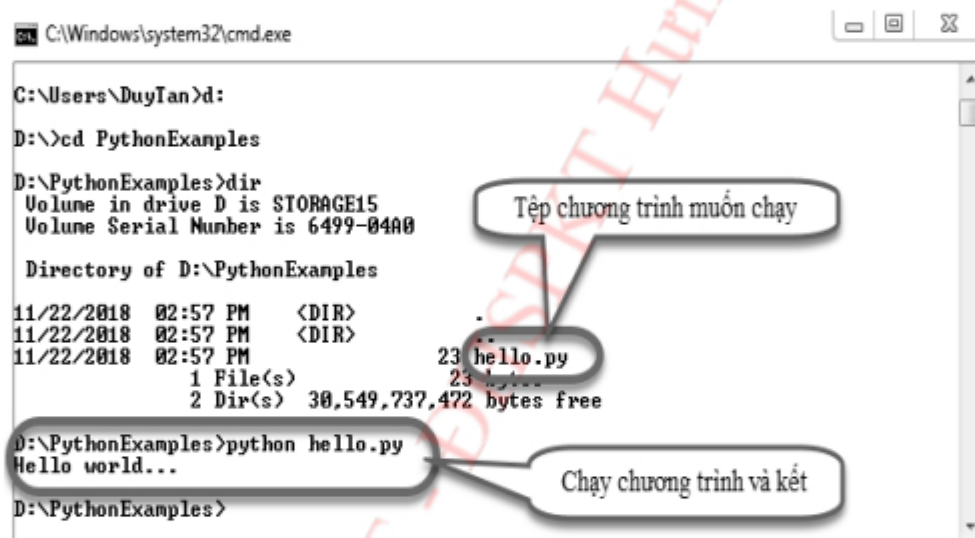 C:\Windows\system32\cmd.exe
C:\Users\DuyTan>d:
D:\>cd PythonExamples
D:\PythonExamples>dir
Volume in drive D is STORAGE15
Volume Serial Number is 6499-04A0
Tệp chương trình muốn chạy
Directory of D:\PythonExamples
11/22/2018 02:57 PM <DIR> .
11/22/2018 02:57 PM <DIR> ..
11/22/2018 02:57 PM 23 hello.py
1 File(s) 23
2 Dir(s) 30,549,737,472 bytes free
D:\PythonExamples>python hello.py
Hello world...
Chạy chương trình và kết
D:\PythonExamples>